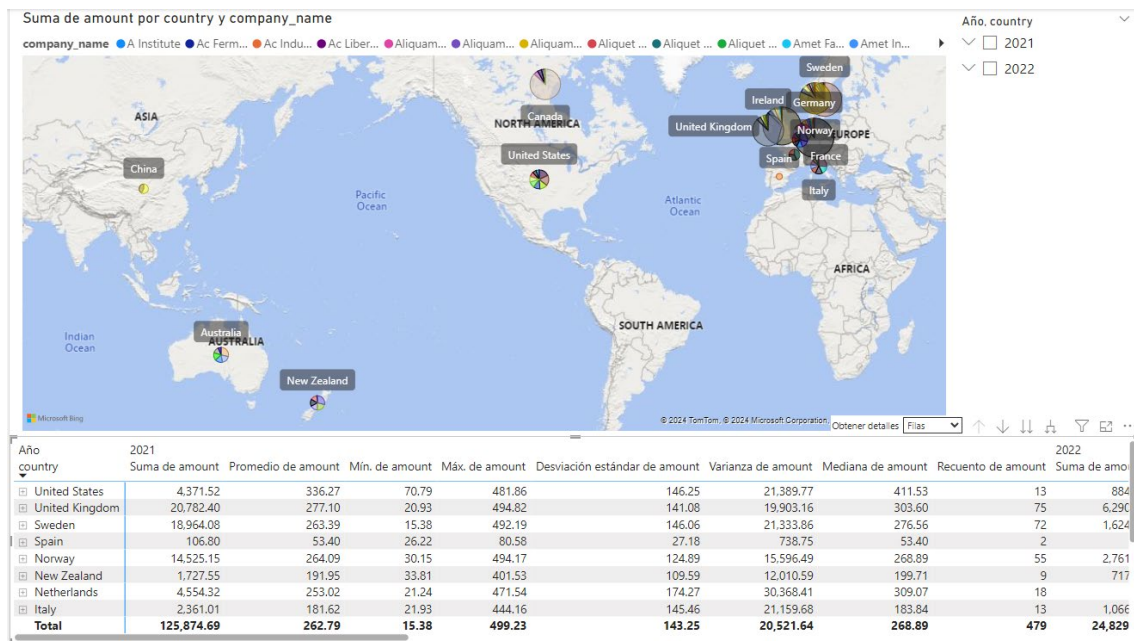 Suma de amount por country y company_name
company_name A Institute Ac Ferm... Ac Indu... Ac Liber... Aliquam... Aliquam... Aliquam... Aliquet ... Aliquet ... Aliquet ... Amet Fa... Amet In...
Año, country
2021
2022
Sweden
Ireland Germany
Canada
ASIA
NORTH AMERICA
United Kingdom
Norway
EUROPE
United States
Spain
France
China
Italy
Pacific
Ocean
Atlantic
Ocean
AFRICA
SOUTH AMERICA
Indian
Ocean
Australia
AUSTRALIA
New Zealand
Microsoft Bing
© 2024 TomTom, © 2024 Microsoft Corporation,
Obtener detalles Filas
Año 2021 2022
country Suma de amount Promedio de amount Mín. de amount Máx. de amount Desviación estándar de amount Varianza de amount Mediana de amount Recuento de amount Suma de amou
United States 4,371.52 336.27 70.79 481.86 146.25 21,389.77 411.53 13 884
United Kingdom 20,782.40 277.10 20.93 494.82 141.08 19,903.16 303.60 75 6,290
Sweden 18,964.08 263.39 15.38 492.19 146.06 21,333.86 276.56 72 1,624
Spain 106.80 53.40 26.22 80.58 27.18 738.75 53.40 2
Norway 14,525.15 264.09 30.15 494.17 124.89 15,596.49 268.89 55 2,761
New Zealand 1,727.55 191.95 33.81 401.53 109.59 12,010.59 199.71 9 717
Netherlands 4,554.32 253.02 21.24 471.54 174.27 30,368.41 309.07 18
Italy 2,361.01 181.62 21.93 444.16 145.46 21,159.68 183.84 13 1,066
Total 125,874.69 262.79 15.38 499.23 143.25 20,521.64 268.89 479 24,829